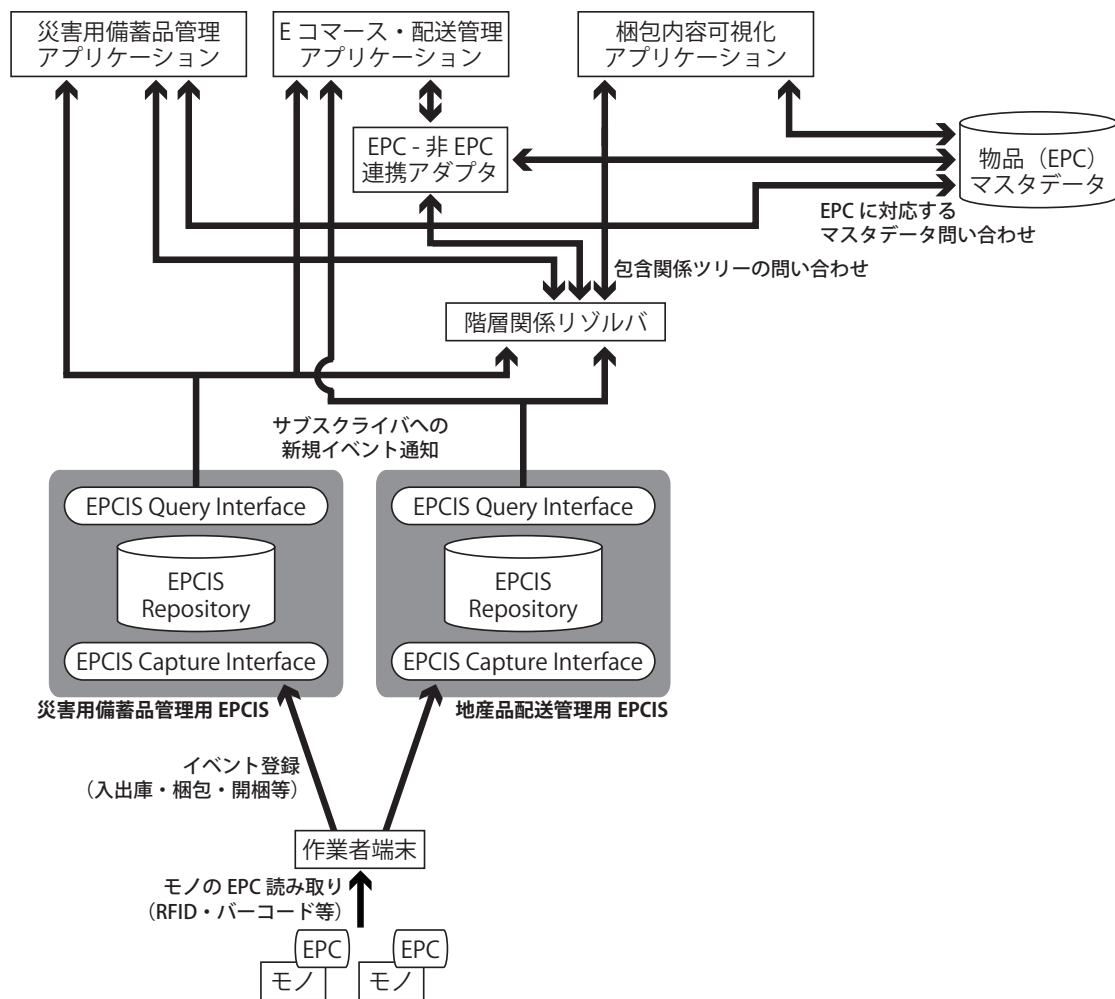 災害用備蓄品管理
アプリケーション
E コマース・配送管理
アプリケーション
梱包内容可視化
アプリケーション
EPC - 非 EPC
連携アダプタ
物品（EPC）
マスタデータ
EPC に対応する
マスタデータ問い合わせ
包含関係ツリーの問い合わせ
階層関係リゾルバ
サブスクライバへの
新規イベント通知
EPCIS Query Interface
EPCIS
Repository
EPCIS Capture Interface
災害用備蓄品管理用 EPCIS
EPCIS Query Interface
EPCIS
Repository
EPCIS Capture Interface
地産品配送管理用 EPCIS
イベント登録
（入出庫・梱包・開梱等）
作業者端末
モノの EPC 読み取り
（RFID・バーコード等）
EPC
モノ
EPC
モノ